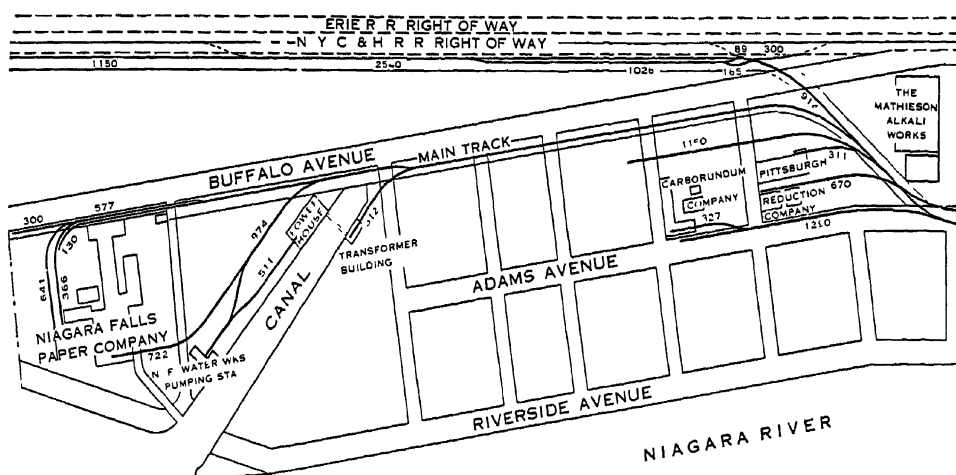 ERIE R R RIGHT OF WAY
N Y C & H R R RIGHT OF WAY
89 300
1150
2540
1026
165
914
THE
MATHIESON
ALKALI
WORKS
MAIN TRACK
BUFFALO AVENUE
1150
PITTSBURGH
311
CARBORUNDUM
COMPANY
327
REDUCTION
COMPANY
670
1250
300
577
130
641
366
974
POWER
HOUSE
511
312
TRANSFORMER
BUILDING
CANAL
ADAMS AVENUE
NIAGARA FALLS
PAPER COMPANY
722
N F WATER WKS
PUMPING STA
RIVERSIDE AVENUE
NIAGARA RIVER